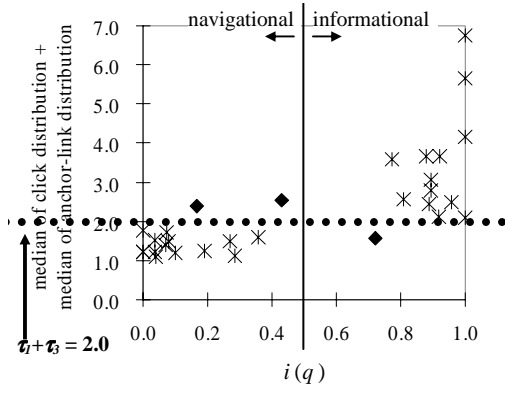 navigational informational
median of click distribution +
median of anchor-link distribution
7.0
6.0
5.0
4.0
3.0
2.0
1.0
0.0
0.0 0.2 0.4 0.6 0.8 1.0
τ1+τ3 = 2.0
i(q)